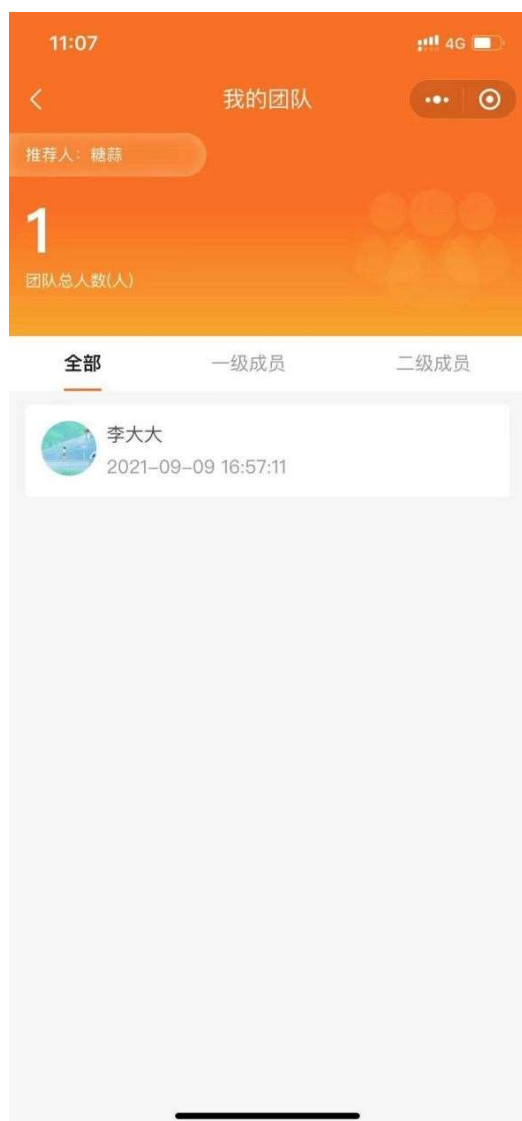 11:07
4G
我的团队
推荐人：糖蒜
1
团队总人数(人)
全部 一级成员 二级成员
李大大
2021-09-09 16:57:11